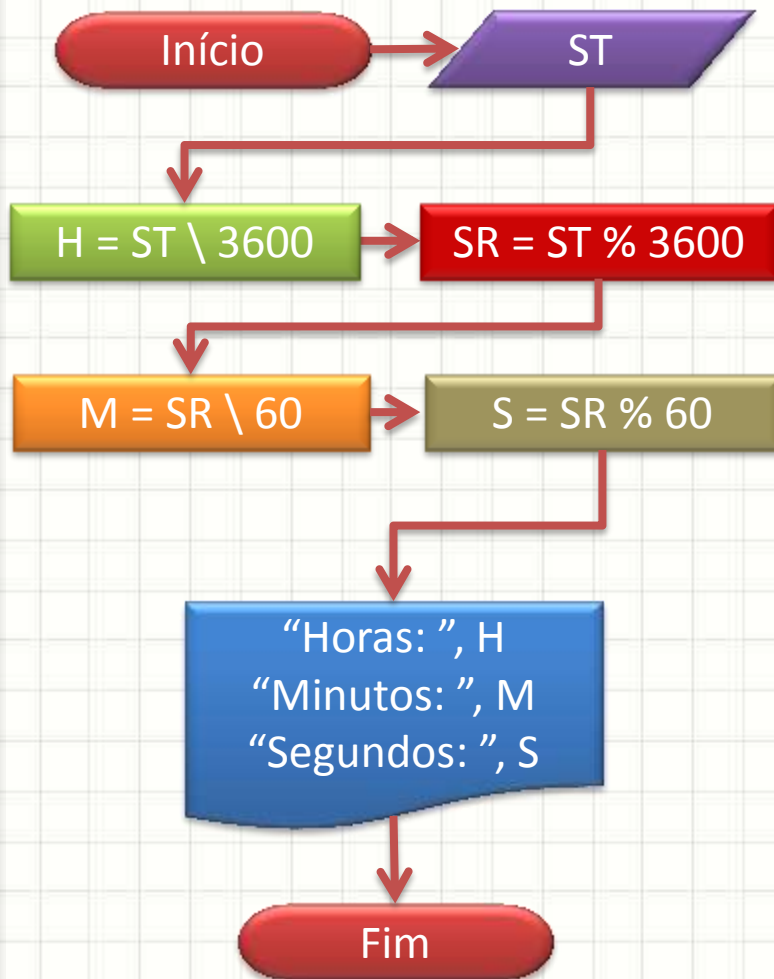 Início
ST
H = ST \ 3600
SR = ST % 3600
M = SR \ 60
S = SR % 60
“Horas: ”, H
“Minutos: ”, M
“Segundos: ”, S
Fim